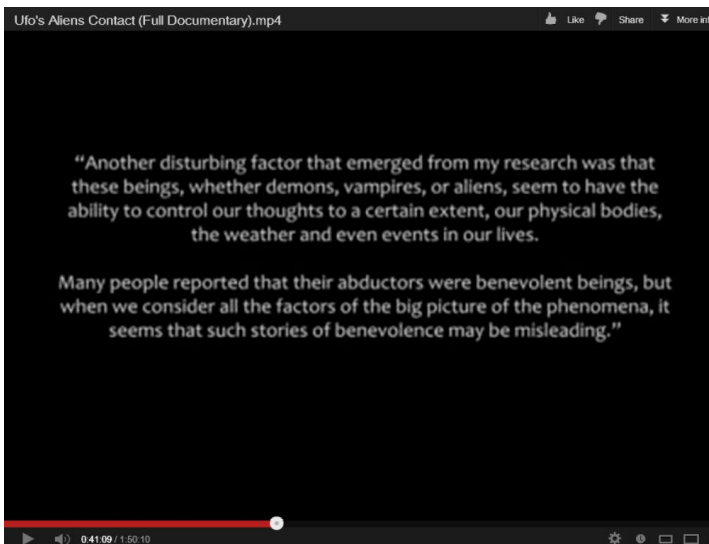 Ufo's Aliens Contact (Full Documentary).mp4 Like Share More inf
“Another disturbing factor that emerged from my research was that
these beings, whether demons, vampires, or aliens, seem to have the
ability to control our thoughts to a certain extent, our physical bodies,
the weather and even events in our lives.
Many people reported that their abductors were benevolent beings, but
when we consider all the factors of the big picture of the phenomena, it
seems that such stories of benevolence may be misleading.”
0:41:09 / 1:50:10